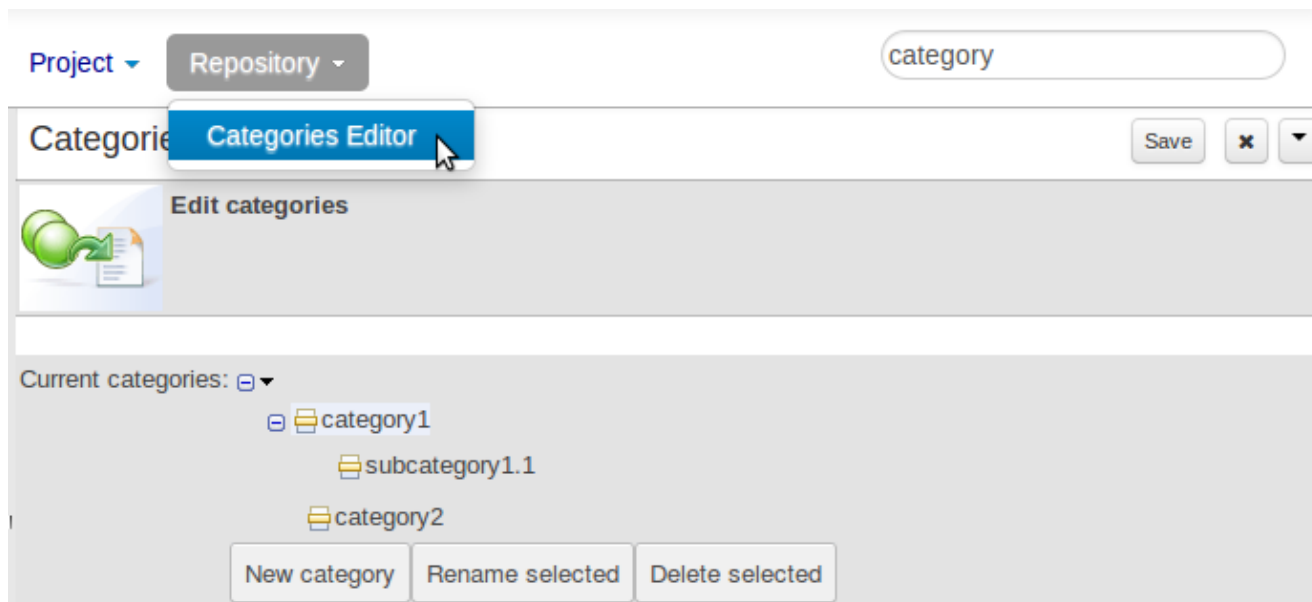 Project Repository category
Categories Editor
Categorie Save
Edit categories
Current categories:
category1
subcategory1.1
category2
New category Rename selected Delete selected